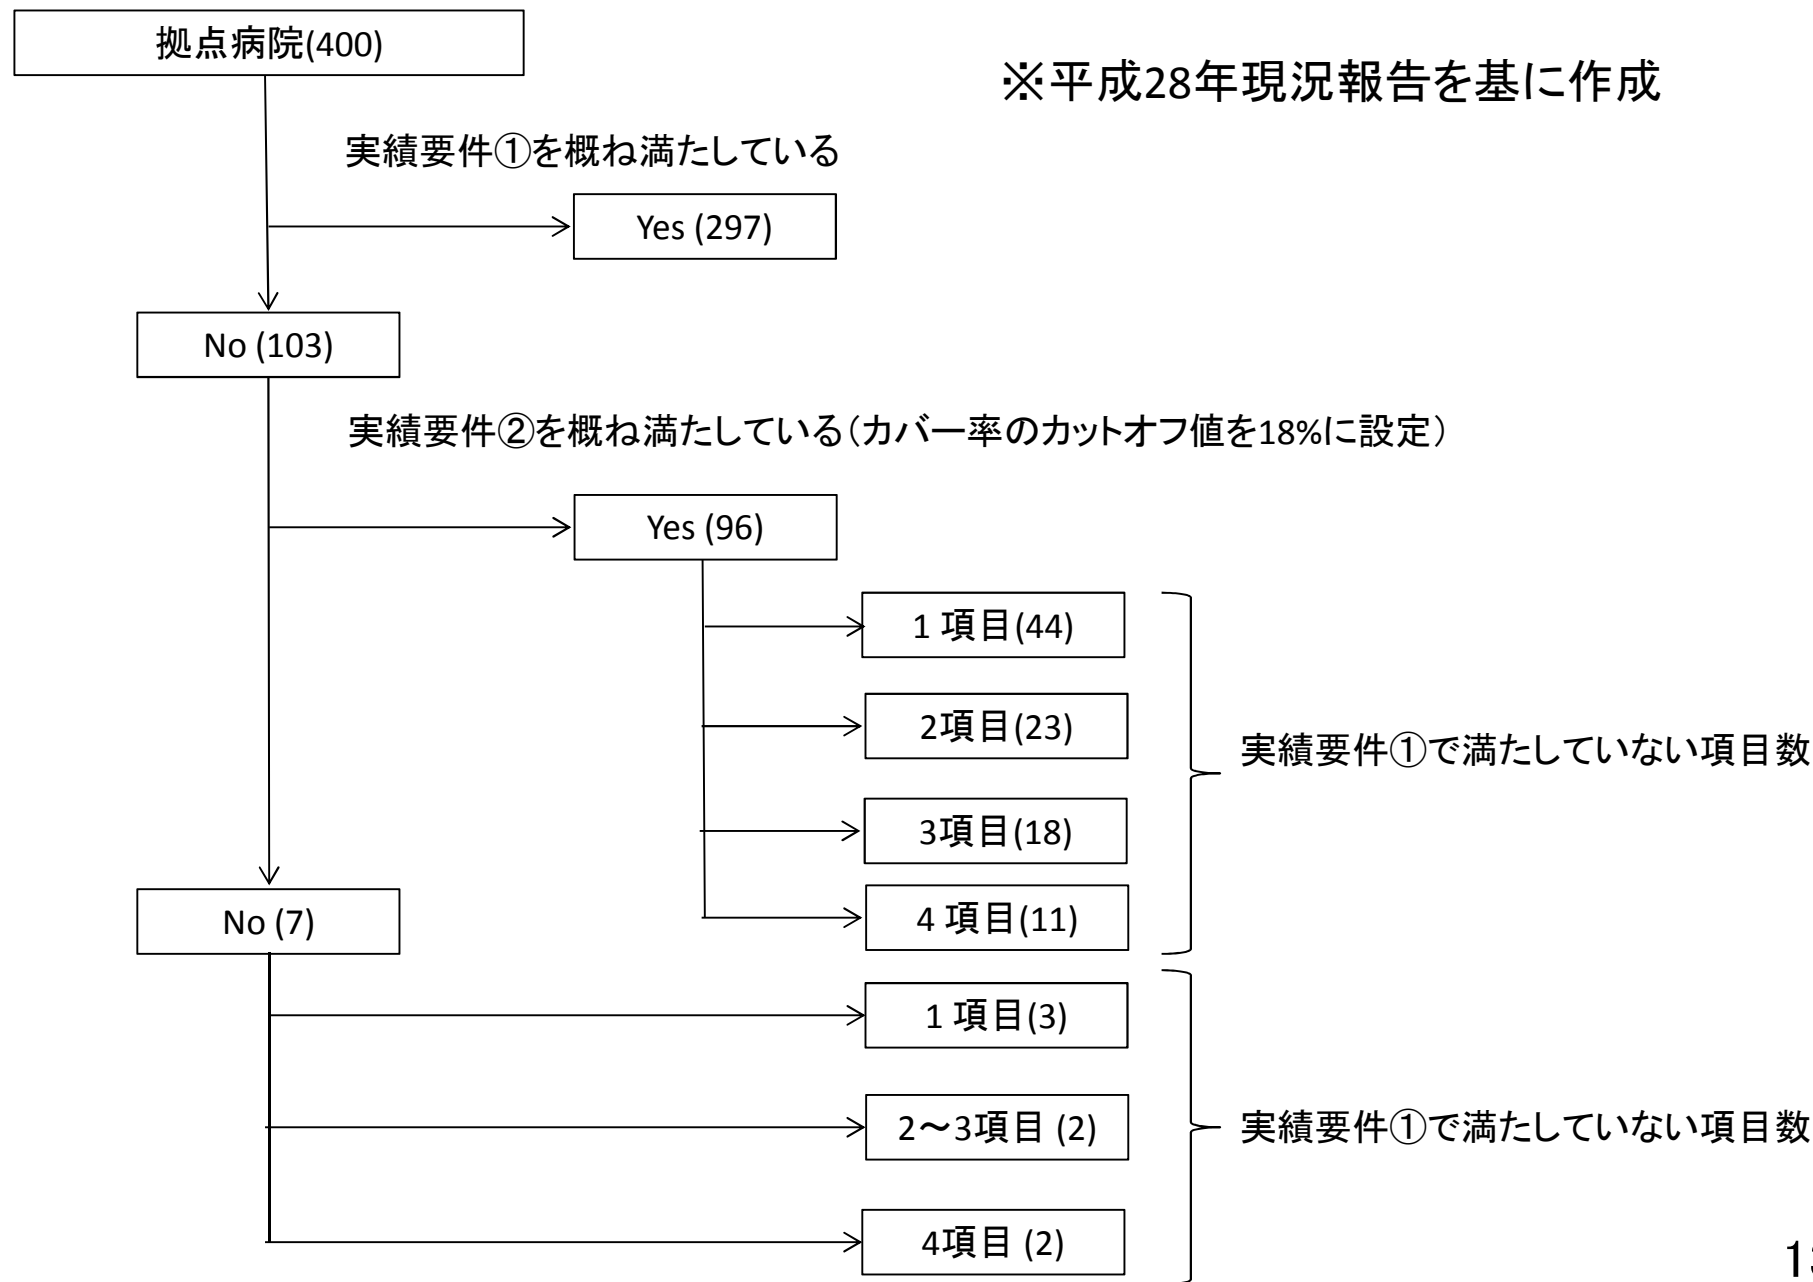 拠点病院(400)
※平成28年現況報告を基に作成
実績要件①を概ね満たしている
Yes (297)
No (103)
実績要件②を概ね満たしている(カバー率のカットオフ値を18%に設定)
Yes (96)
1 項目(44)
2項目(23)
実績要件①で満たしていない項目数
3項目(18)
4 項目(11)
No (7)
1 項目(3)
2～3項目 (2)
実績要件①で満たしていない項目数
4項目 (2)